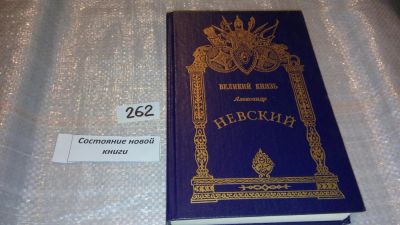 262
Состояние новой
книги
ВЕЛИКИЙ КНЯЗЬ
Александр
НЕВСКИЙ